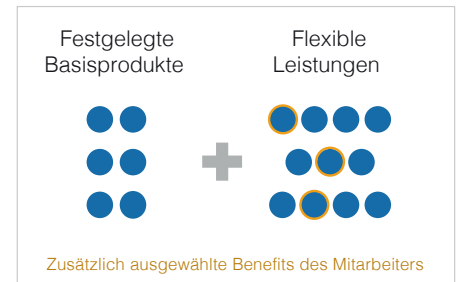 Festgelegte
Basisprodukte
Flexible
Leistungen
Zusätzlich ausgewählte Benefits des Mitarbeiters